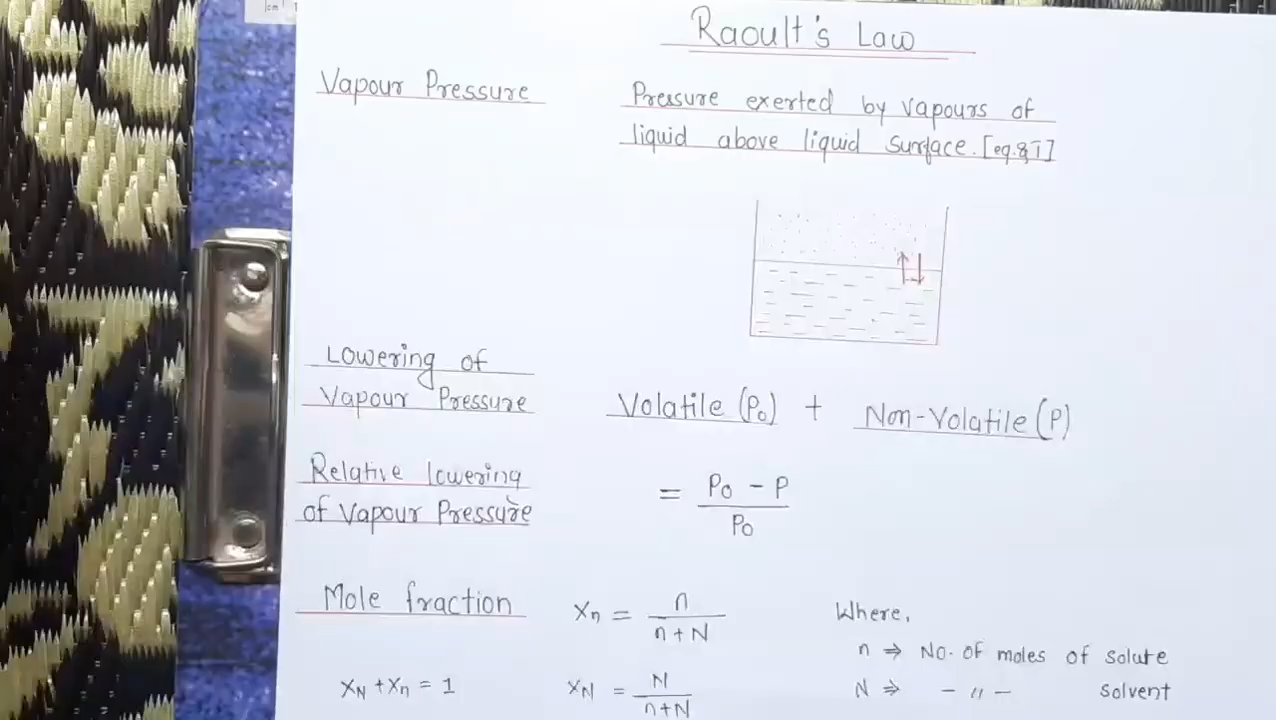 cm
Raoult's Law
Vapour Pressure
Pressure exerted by vapours of
liquid above liquid surface. [eq. & T]
Lowering of
Vapour Pressure
Volatile (P₀) + Non-Volatile (P)
Relative lowering
of Vapour Pressure
= P₀ - P / P₀
Mole fraction
xn = n / n+N
Where,
n ⇒ No. of moles of solute
xN + xn = 1
xN = N / n+N
N ⇒ - " - solvent